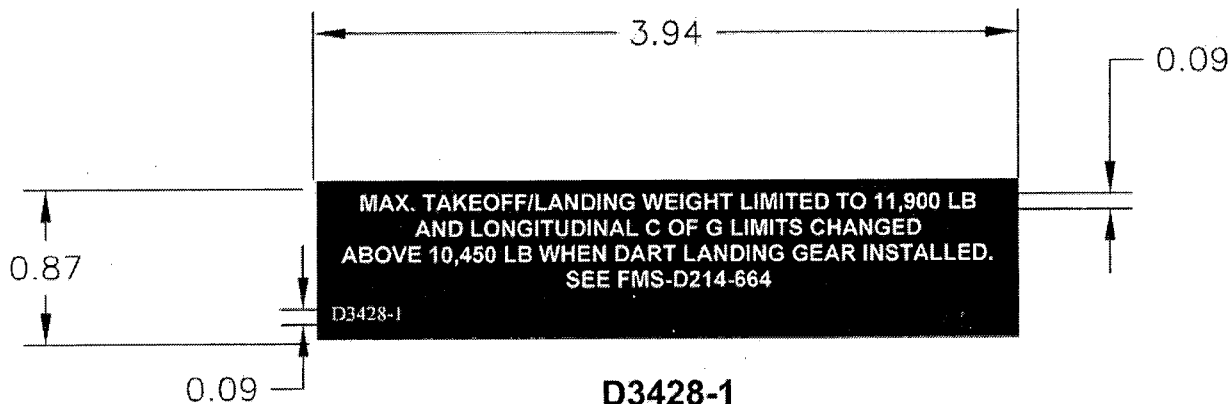 3.94
0.09
MAX. TAKEOFF/LANDING WEIGHT LIMITED TO 11,900 LB
AND LONGITUDINAL C OF G LIMITS CHANGED
ABOVE 10,450 LB WHEN DART LANDING GEAR INSTALLED.
SEE FMS-D214-664
0.87
D3428-1
0.09
D3428-1